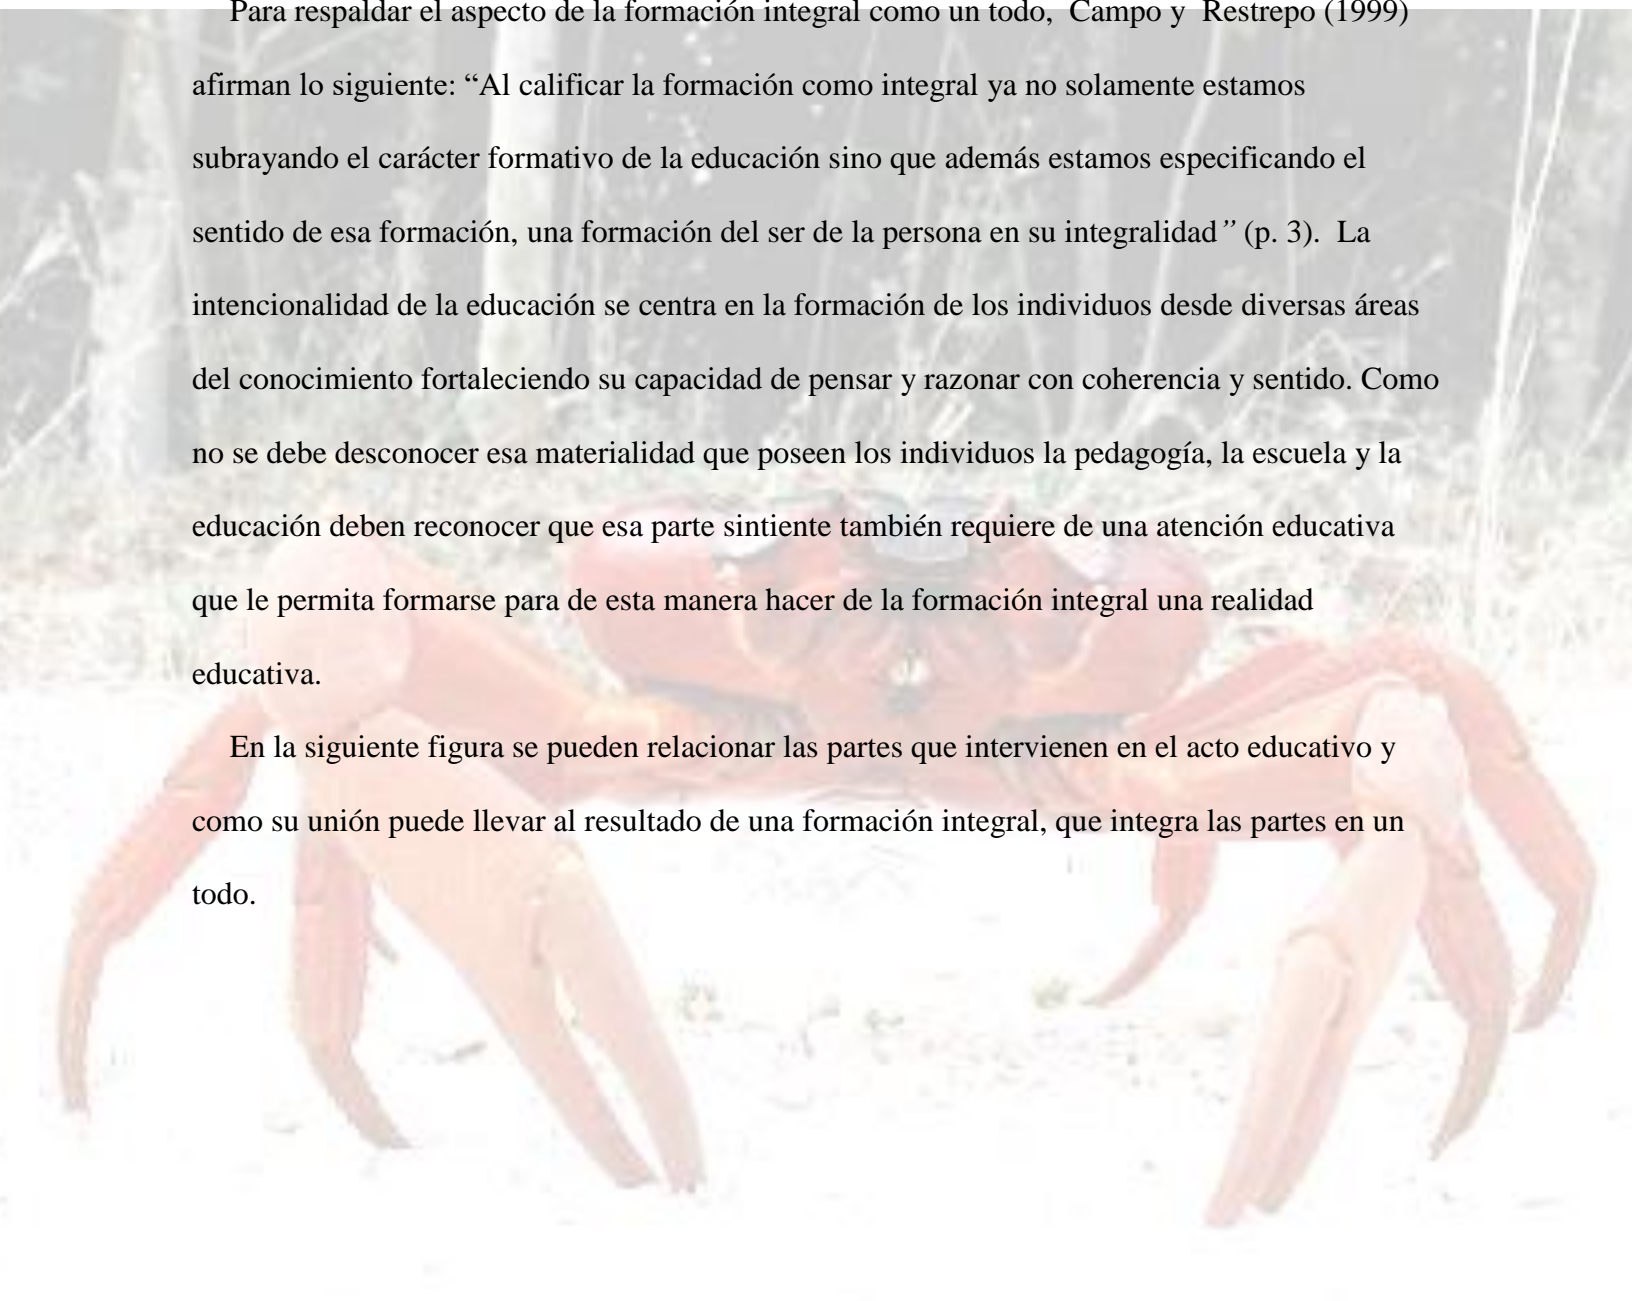 Para respaldar el aspecto de la formación integral como un todo, Campo y Restrepo (1999)
afirman lo siguiente: “Al calificar la formación como integral ya no solamente estamos
subrayando el carácter formativo de la educación sino que además estamos especificando el
sentido de esa formación, una formación del ser de la persona en su integralidad” (p. 3). La
intencionalidad de la educación se centra en la formación de los individuos desde diversas áreas
del conocimiento fortaleciendo su capacidad de pensar y razonar con coherencia y sentido. Como
no se debe desconocer esa materialidad que poseen los individuos la pedagogía, la escuela y la
educación deben reconocer que esa parte sintiente también requiere de una atención educativa
que le permita formarse para de esta manera hacer de la formación integral una realidad
educativa.
En la siguiente figura se pueden relacionar las partes que intervienen en el acto educativo y
como su unión puede llevar al resultado de una formación integral, que integra las partes en un
todo.